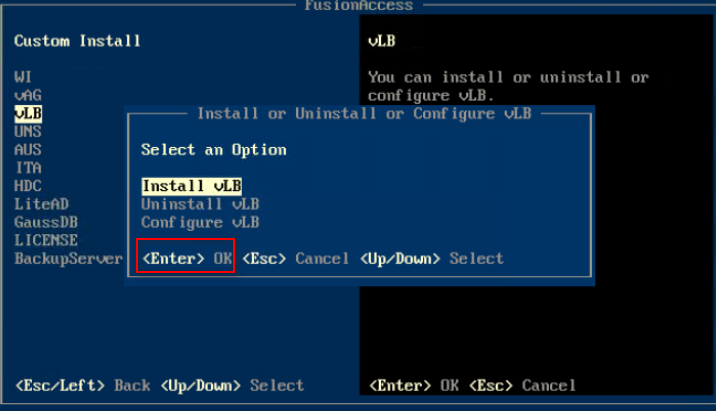 FusionAccess
Custom Install
WI
vAG
vLB
UNS
AUS
ITA
HDC
LiteAD
GaussDB
LICENSE
BackupServer
<Esc/Left> Back <Up/Down> Select
vLB
You can install or uninstall or
configure vLB.
Install or Uninstall or Configure vLB
Select an Option
Install vLB
Uninstall vLB
Configure vLB
<Enter> OK <Esc> Cancel <Up/Down> Select
<Enter> OK <Esc> Cancel